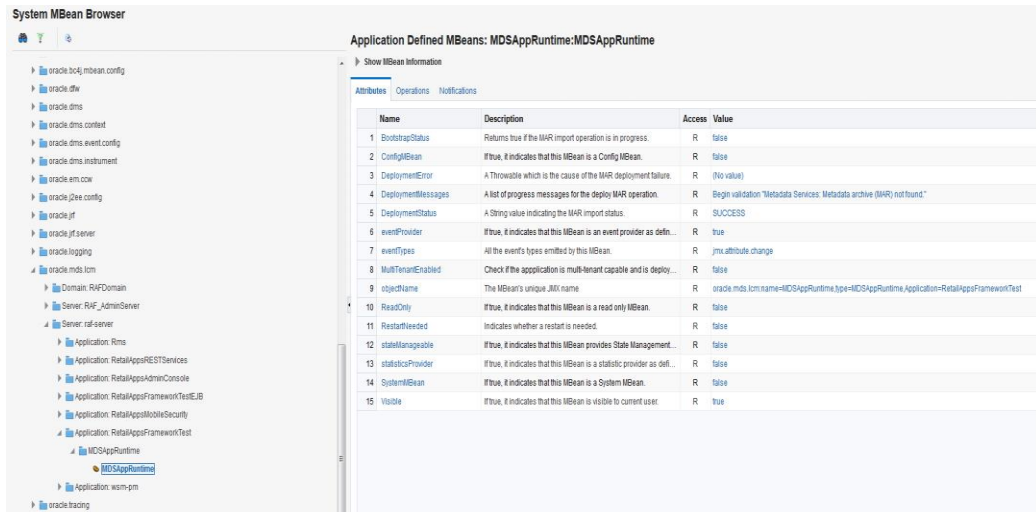 System MBean Browser
oracle.bc4j.mbean.config
oracle.dfw
oracle.dms
oracle.dms.context
oracle.dms.event.config
oracle.dms.instrument
oracle.em.ccw
oracle.j2ee.config
oracle.jrf
oracle.jrf.server
oracle.logging
oracle.mds.lcm
Domain: RAFDomain
Server: RAF_AdminServer
Server: raf-server
Application: Rms
Application: RetailAppsRESTServices
Application: RetailAppsAdminConsole
Application: RetailAppsFrameworkTestEJB
Application: RetailAppsMobileSecurity
Application: RetailAppsFrameworkTest
MDSAppRuntime
MDSAppRuntime
Application: wsm-pm
oracle.tracing
Application Defined MBeans: MDSAppRuntime:MDSAppRuntime
Show MBean Information
Attributes Operations Notifications
Name Description Access Value
1 BootstrapStatus Returns true if the MAR import operation is in progress. R false
2 ConfigMBean If true, it indicates that this MBean is a Config MBean. R false
3 DeploymentError A Throwable which is the cause of the MAR deployment failure. R (No value)
4 DeploymentMessages A list of progress messages for the deploy MAR operation. R Begin validation "Metadata Services: Metadata archive (MAR) not found."
5 DeploymentStatus A String value indicating the MAR import status. R SUCCESS
6 eventProvider If true, it indicates that this MBean is an event provider as defin... R true
7 eventTypes All the event's types emitted by this MBean. R jmx.attribute.change
8 MultiTenantEnabled Check if the appplication is multi-tenant capable and is deploy... R false
9 objectName The MBean's unique JMX name R oracle.mds.lcm:name=MDSAppRuntime,type=MDSAppRuntime,Application=RetailAppsFrameworkTest
10 ReadOnly If true, it indicates that this MBean is a read only MBean. R false
11 RestartNeeded Indicates whether a restart is needed. R false
12 stateManageable If true, it indicates that this MBean provides State Management... R false
13 statisticsProvider If true, it indicates that this MBean is a statistic provider as defi... R false
14 SystemMBean If true, it indicates that this MBean is a System MBean. R false
15 Visible If true, it indicates that this MBean is visible to current user. R true